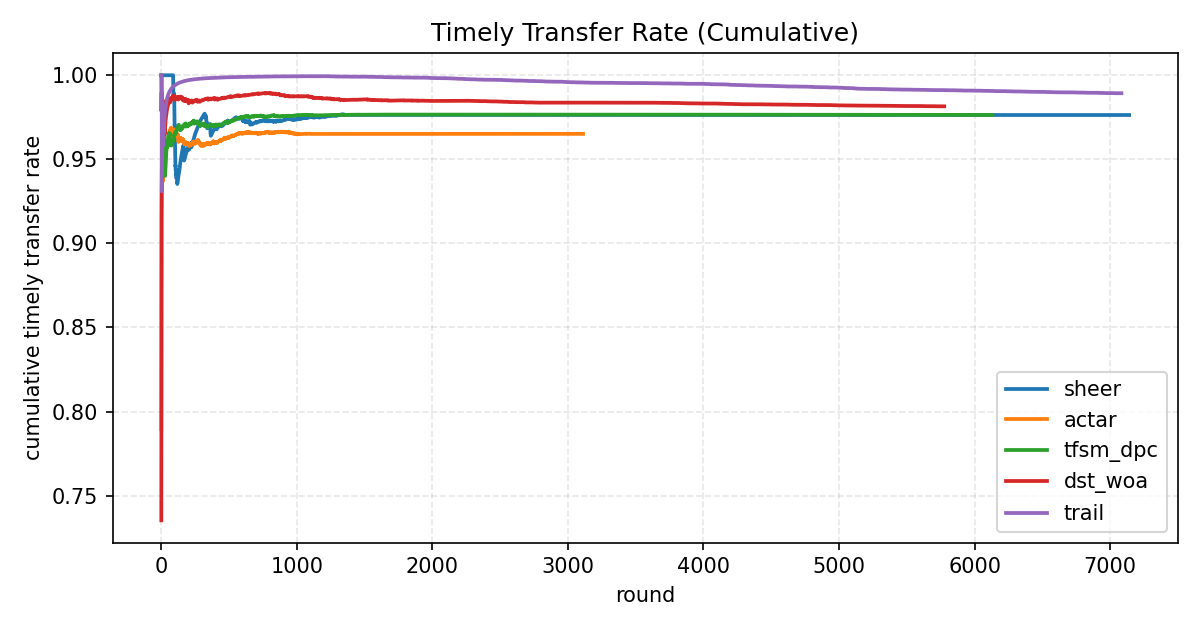 Timely Transfer Rate (Cumulative)
cumulative timely transfer rate
1.00
0.95
0.90
0.85
0.80
0.75
0 1000 2000 3000 4000 5000 6000 7000
round
sheer
actar
tfsm_dpc
dst_woa
trail